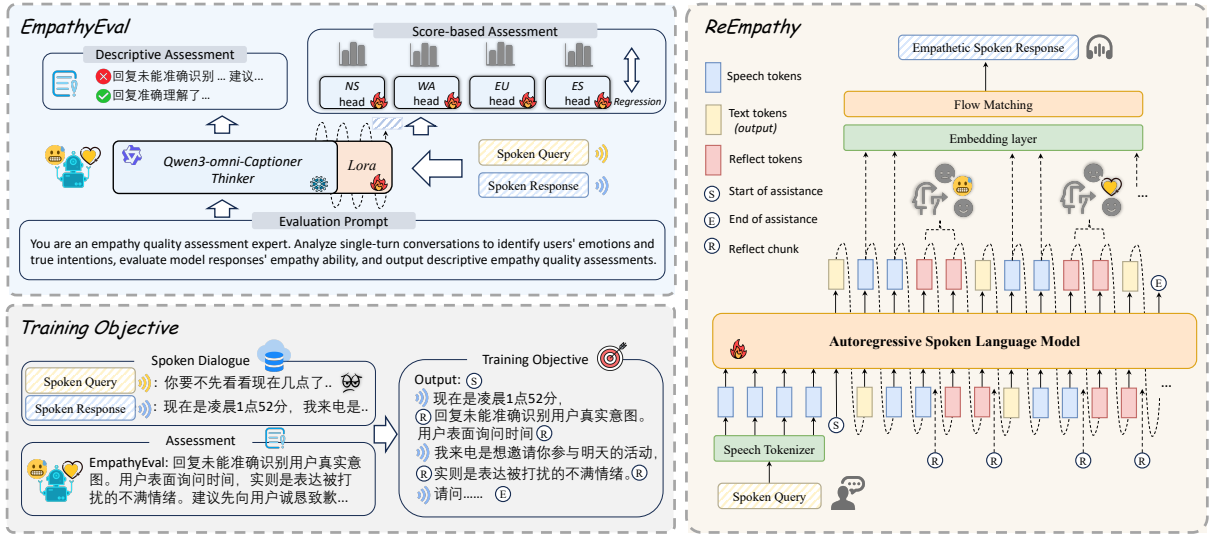 EmpathyEval
Descriptive Assessment
回复未能准确识别 ... 建议...
回复准确理解了...
Score-based Assessment
NS
head
WA
head
EU
head
ES
head
Regression
Qwen3-omni-Captioner
Thinker
Lora
Spoken Query
Spoken Response
Evaluation Prompt
You are an empathy quality assessment expert. Analyze single-turn conversations to identify users' emotions and
true intentions, evaluate model responses' empathy ability, and output descriptive empathy quality assessments.
Training Objective
Spoken Dialogue
Spoken Query
: 你要不先看看现在几点了..
Spoken Response
: 现在是凌晨1点52分，我来电是..
Assessment
EmpathyEval: 回复未能准确识别用户真实意
图。用户表面询问时间，实则是表达被打
扰的不满情绪。建议先向用户诚恳致歉...
Training Objective
Output: S
现在是凌晨1点52分，
R 回复未能准确识别用户真实意图。
用户表面询问时间 R
我来电是想邀请你参与明天的活动，
R 实则是表达被打扰的不满情绪。R
请问...... E
ReEmpathy
Speech tokens
Text tokens
(output)
Reflect tokens
S Start of assistance
E End of assistance
R Reflect chunk
Empathetic Spoken Response
Flow Matching
Embedding layer
...
E
Autoregressive Spoken Language Model
...
S
Speech Tokenizer
R R R R
Spoken Query